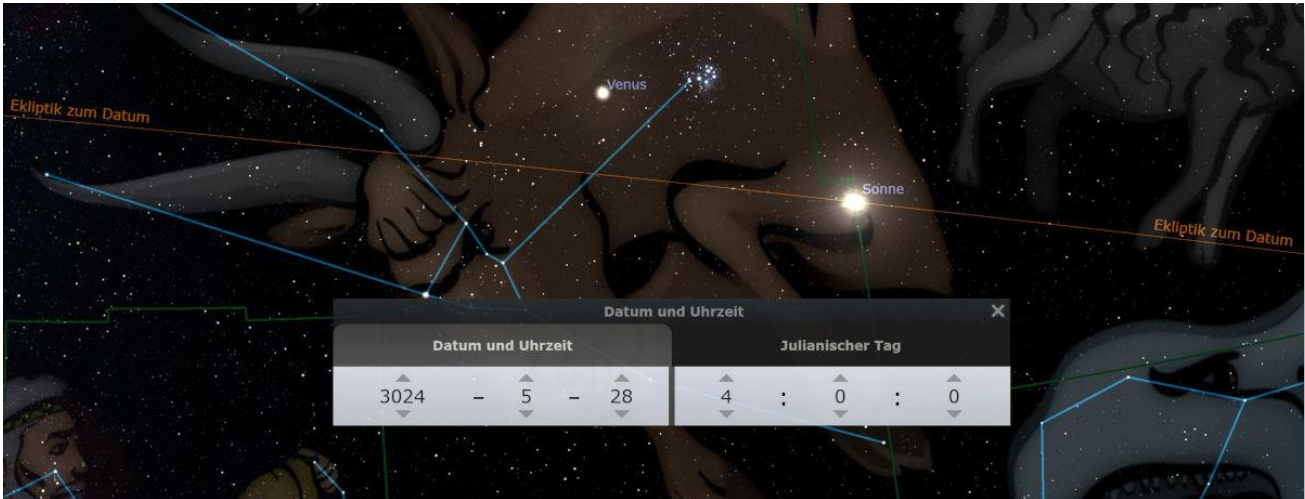 Venus
Ekliptik zum Datum
Sonne
Ekliptik zum Datum
Datum und Uhrzeit ×
Datum und Uhrzeit Julianischer Tag
3024 – 5 – 28 4 : 0 : 0